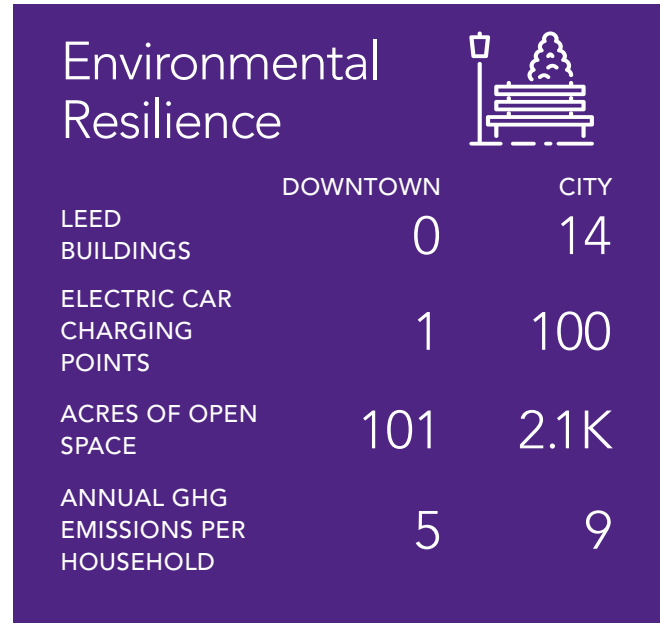 Environmental
Resilience
DOWNTOWN CITY
LEED
BUILDINGS
0 14
ELECTRIC CAR
CHARGING
POINTS
1 100
ACRES OF OPEN
SPACE
101 2.1K
ANNUAL GHG
EMISSIONS PER
HOUSEHOLD
5 9